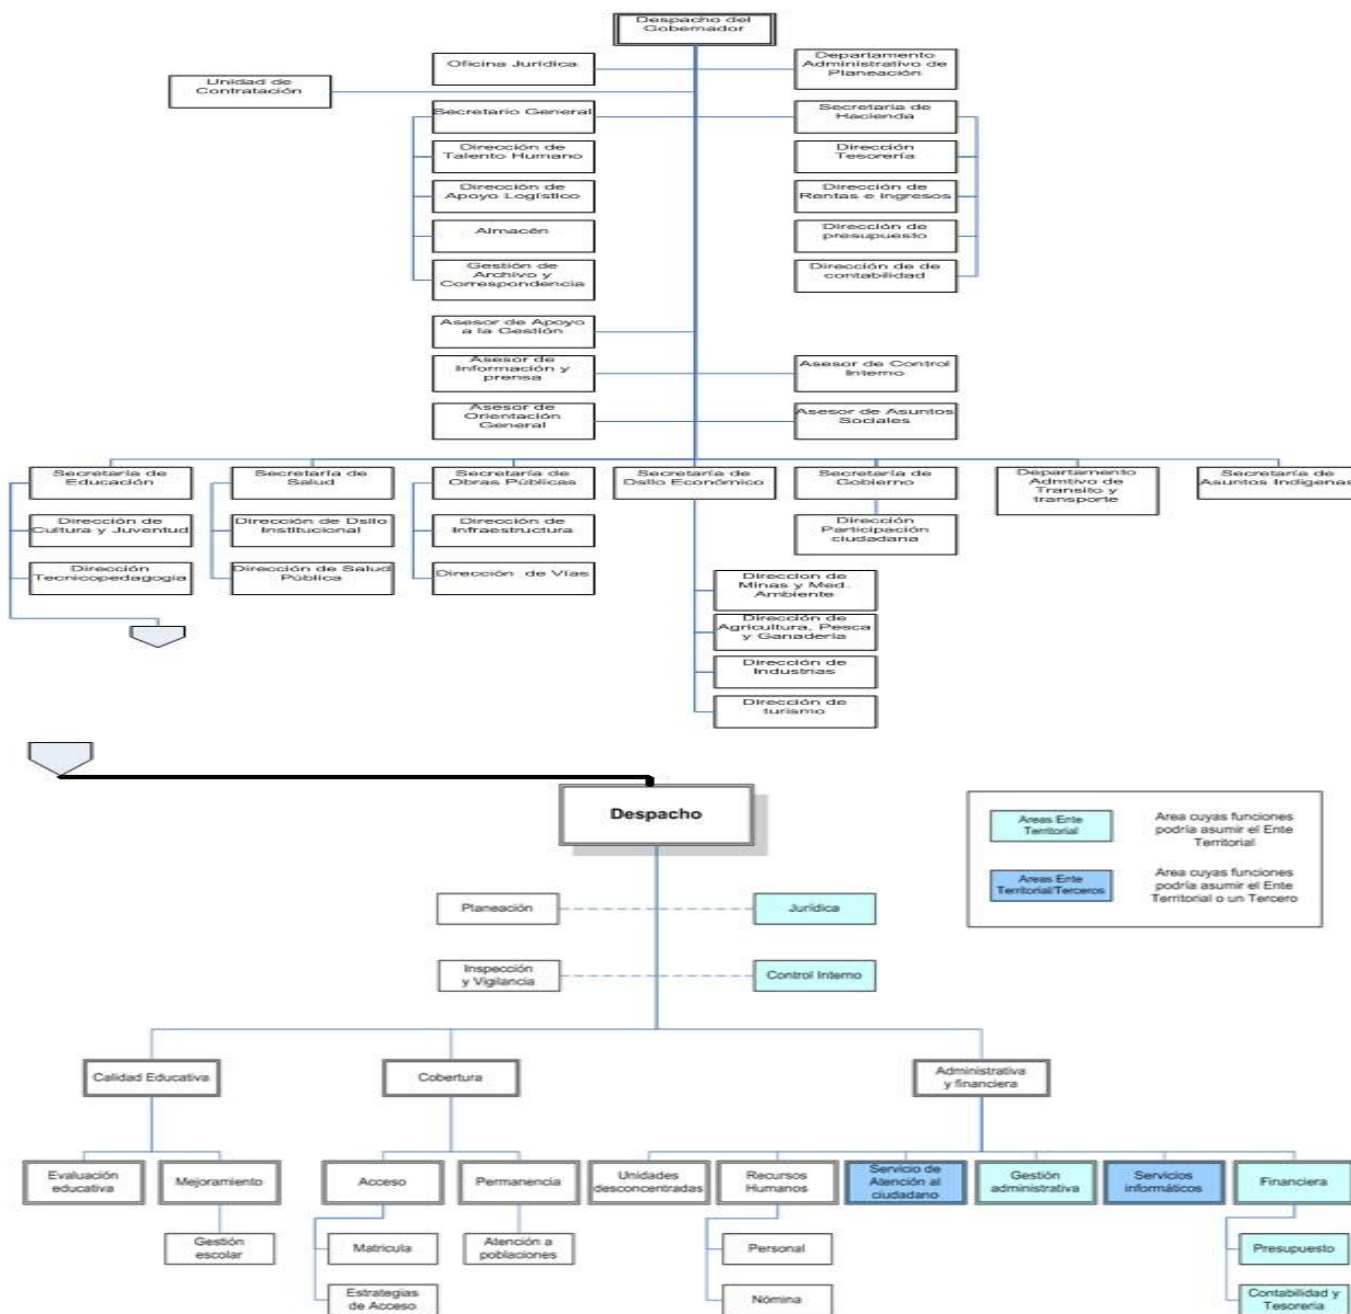 Despacho del
Gobernador
Oficina Jurídica
Departamento
Administrativo de
Planeación
Unidad de
Contratación
Secretario General
Secretaría de
Hacienda
Dirección de
Talento Humano
Dirección
Tesorería
Dirección de
Apoyo Logístico
Dirección de
Rentas e Ingresos
Almacén
Dirección de
presupuesto
Gestión de
Archivo y
Correspondencia
Dirección de de
contabilidad
Asesor de Apoyo
a la Gestión
Asesor de
Información y
prensa
Asesor de Control
Interno
Asesor de
Orientación
General
Asesor de Asuntos
Sociales
Secretaría de
Educación
Secretaría de
Salud
Secretaría de
Obras Públicas
Secretaría de
Dsllo Económico
Secretaría de
Gobierno
Departamento
Admtivo de
Transito y
transporte
Secretaría de
Asuntos Indígenas
Dirección de
Cultura y Juventud
Dirección de Dsllo
Institucional
Dirección de
Infraestructura
Dirección
Participación
ciudadana
Dirección
Tecnicopedagogía
Dirección de Salud
Pública
Dirección de Vías
Direccion de
Minas y Med.
Ambiente
Dirección de
Agricultura, Pesca
y Ganadería
Dirección de
Industrias
Dirección de
turismo
Despacho
Areas Ente
Territorial
Area cuyas funciones
podría asumir el Ente
Territorial
Areas Ente
Territorial/Terceros
Area cuyas funciones
podría asumir el Ente
Territorial o un Tercero
Planeación
Jurídica
Inspección
y Vigilancia
Control Interno
Calidad Educativa
Cobertura
Administrativa
y financiera
Evaluación
educativa
Mejoramiento
Acceso
Permanencia
Unidades
desconcentradas
Recursos
Humanos
Servicio de
Atención al
ciudadano
Gestión
administrativa
Servicios
informáticos
Financiera
Gestión
escolar
Matricula
Atención a
poblaciones
Personal
Presupuesto
Estrategias
de Acceso
Nómina
Contabilidad y
Tesorería